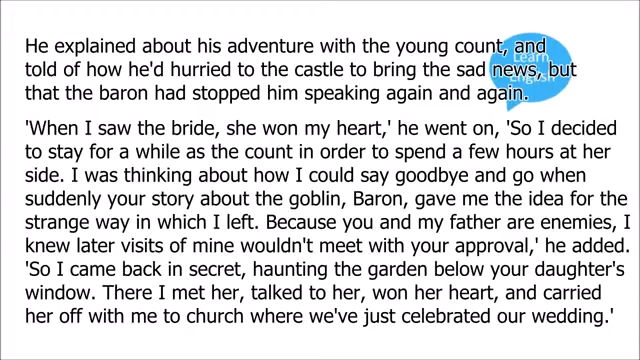 He explained about his adventure with the young count, and
told of how he'd hurried to the castle to bring the sad news, but
that the baron had stopped him speaking again and again.
'When I saw the bride, she won my heart,' he went on, 'So I decided
to stay for a while as the count in order to spend a few hours at her
side. I was thinking about how I could say goodbye and go when
suddenly your story about the goblin, Baron, gave me the idea for the
strange way in which I left. Because you and my father are enemies, I
knew later visits of mine wouldn't meet with your approval,' he added.
'So I came back in secret, haunting the garden below your daughter's
window. There I met her, talked to her, won her heart, and carried
her off with me to church where we've just celebrated our wedding.'
Learn
English